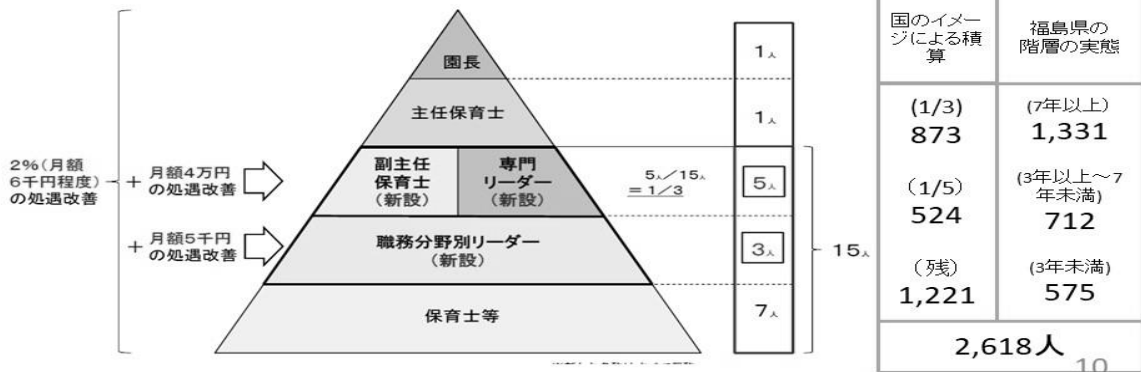 2%(月額
6千円程度)
の処遇改善
+ 月額4万円
の処遇改善
+ 月額5千円
の処遇改善
園長
主任保育士
副主任
保育士
(新設)
専門
リーダー
(新設)
職務分野別リーダー
(新設)
保育士等
5人/15人
=1/3
1人
1人
5人
3人
7人
15人
国のイメー
ジによる積
算
福島県の
階層の実態
(1/3)
873
(7年以上)
1,331
(1/5)
524
(3年以上～7
年未満)
712
(残)
1,221
(3年未満)
575
2,618人
10